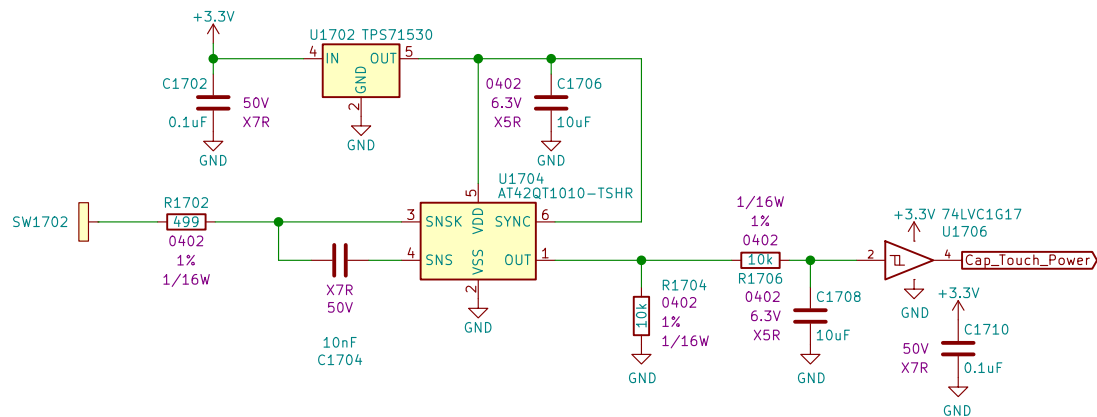 +3.3V
U1702 TPS71530
4 IN OUT 5
GND
2
GND
C1702
50V
X7R
0.1uF
GND
0402
6.3V
X5R
C1706
10uF
GND
SW1702
R1702
499
0402
1%
1/16W
X7R
50V
10nF
C1704
U1704
AT42QT1010-TSHR
5
VDD
3 SNSK SYNC 6
4 SNS OUT 1
VSS
2
GND
R1704
10k
0402
1%
1/16W
GND
1/16W
1%
0402
10k
R1706
0402
6.3V
X5R
C1708
10uF
GND
+3.3V 74LVC1G17
U1706
2
4
Cap_Touch_Power
GND
+3.3V
C1710
50V
X7R
0.1uF
GND